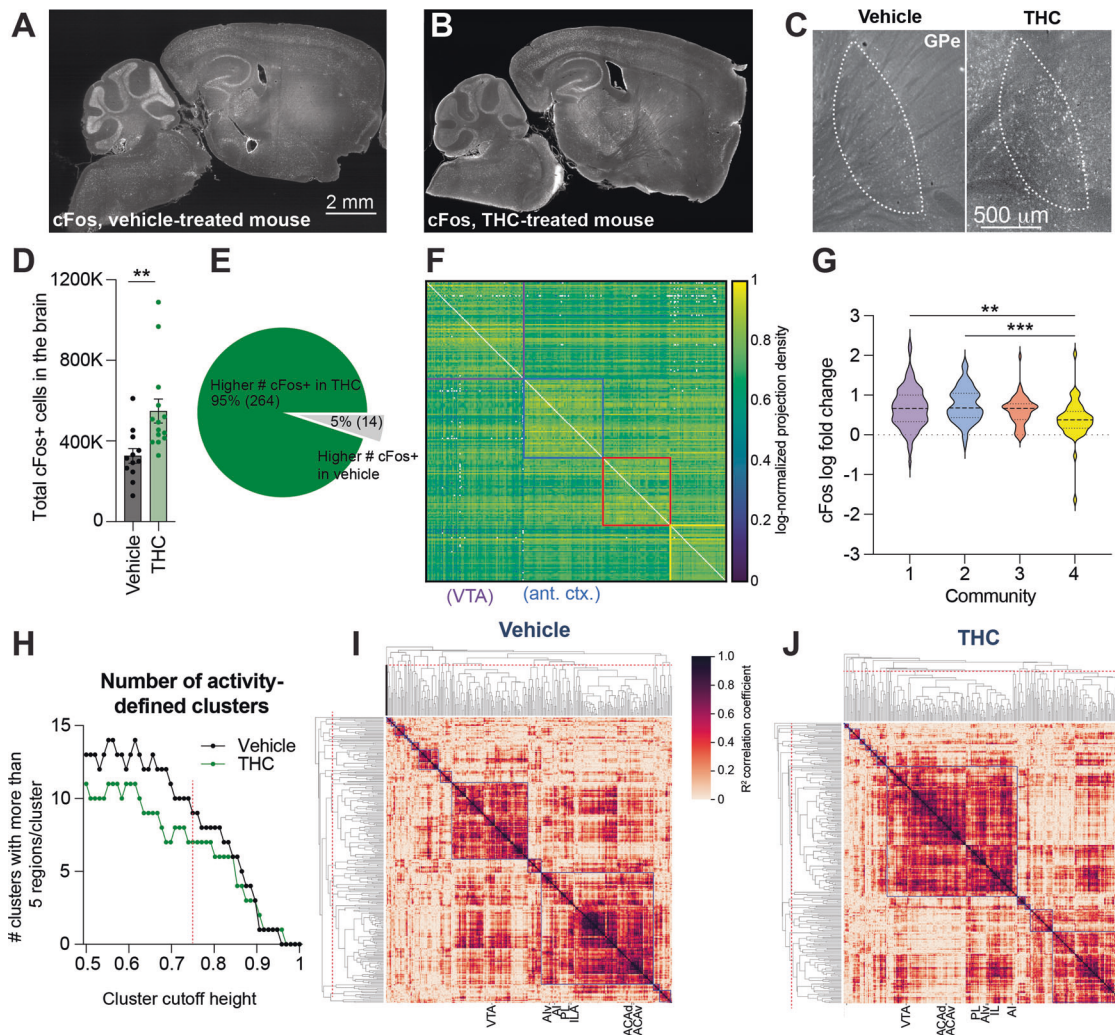 A
cFos, vehicle-treated mouse
2 mm
B
cFos, THC-treated mouse
C
Vehicle
THC
GPe
500 µm
D
Total cFos+ cells in the brain
1200K
800K
400K
0
**
Vehicle
THC
E
Higher # cFos+ in THC
95% (264)
5% (14)
Higher # cFos+
in vehicle
F
(VTA)
(ant. ctx.)
1
0.8
0.6
0.4
0.2
0
log-normalized projection density
G
cFos log fold change
3
2
1
0
-1
-2
-3
**
***
1 2 3 4
Community
H
Number of activity-
defined clusters
# clusters with more than
5 regions/cluster
15
10
5
0
Vehicle
THC
0.5 0.6 0.7 0.8 0.9 1
Cluster cutoff height
I
Vehicle
1.0
0.8
0.6
0.4
0.2
0
R² correlation coefficient
VTA
AIv
AI
PL
ILA
ACAd
ACAv
J
THC
VTA
ACAd
ACAv
PL
AIv
IL
AI